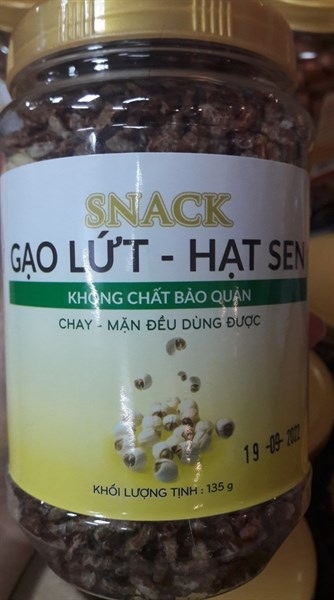 SNACK
GẠO LỨT - HẠT SEN
KHÔNG CHẤT BẢO QUẢN
CHAY - MẶN ĐỀU DÙNG ĐƯỢC
19 -09- 2022
KHỐI LƯỢNG TỊNH : 135 g